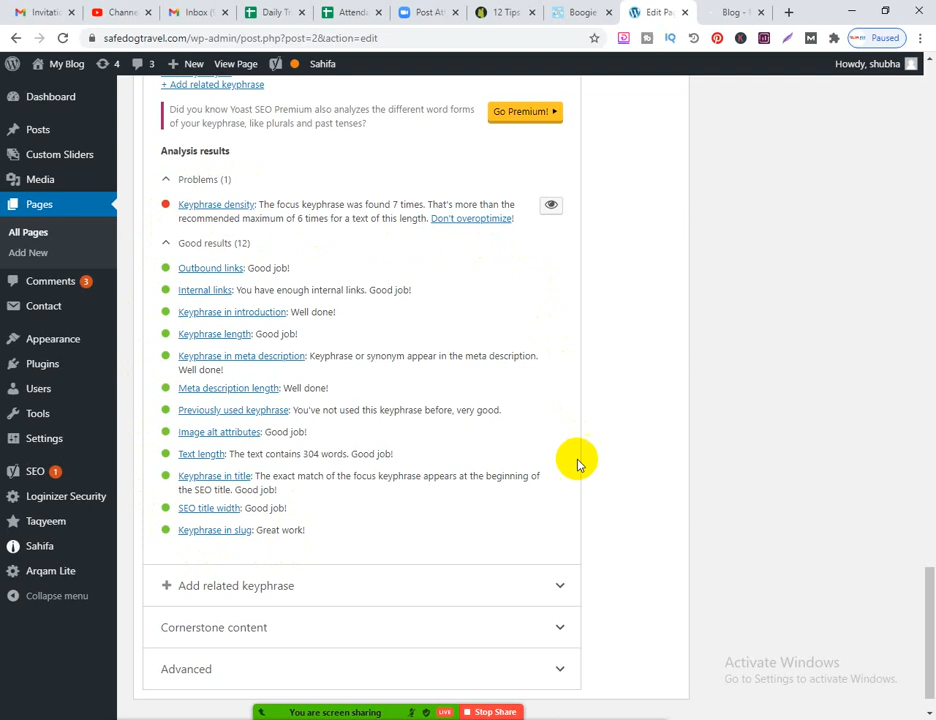 Invitati
Channe
Inbox (
Daily Tr
Attenda
Post Att
12 Tips
Boogie
Edit Pa
Blog -
safedogtravel.com/wp-admin/post.php?post=2&action=edit
Paused
My Blog
4
3
New
View Page
Sahifa
Howdy, shubha
Dashboard
Posts
Custom Sliders
Media
Pages
All Pages
Add New
Comments 3
Contact
Appearance
Plugins
Users
Tools
Settings
SEO 1
Loginizer Security
Taqyeem
Sahifa
Arqam Lite
Collapse menu
+ Add related keyphrase
Did you know Yoast SEO Premium also analyzes the different word forms
of your keyphrase, like plurals and past tenses?
Go Premium!
Analysis results
Problems (1)
Keyphrase density: The focus keyphrase was found 7 times. That's more than the
recommended maximum of 6 times for a text of this length. Don't overoptimize!
Good results (12)
Outbound links: Good job!
Internal links: You have enough internal links. Good job!
Keyphrase in introduction: Well done!
Keyphrase length: Good job!
Keyphrase in meta description: Keyphrase or synonym appear in the meta description.
Well done!
Meta description length: Well done!
Previously used keyphrase: You've not used this keyphrase before, very good.
Image alt attributes: Good job!
Text length: The text contains 304 words. Good job!
Keyphrase in title: The exact match of the focus keyphrase appears at the beginning of
the SEO title. Good job!
SEO title width: Good job!
Keyphrase in slug: Great work!
Add related keyphrase
Cornerstone content
Advanced
Activate Windows
Go to Settings to activate Windows.
You are screen sharing
LIVE
Stop Share